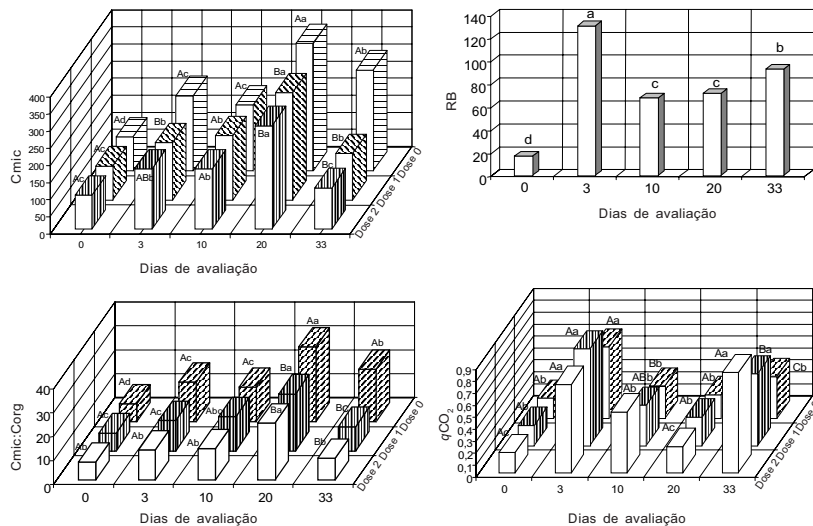 400
350
300
250
200
150
100
50
0
Cmic
Ac Ac Ad
ABb Bb Ac
Ab Ab Ac
Ba Ba Aa
Bc Bb Ab
0 3 10 20 33
Dose 2 Dose 1 Dose 0
Dias de avaliação
140
120
100
80
60
40
20
0
RB
d a c c b
0 3 10 20 33
Dias de avaliação
40
30
20
10
0
Cmic:Corg
Ab Ac Ad
Ab Ac Ac
Ab Abc Ac
Ba Ba Aa
Bb Bc Ab
0 3 10 20 33
Dose 2 Dose 1 Dose 0
Dias de avaliação
0,9
0,8
0,7
0,6
0,5
0,4
0,3
0,2
0,1
0
qCO2
Ac Ab Ab
Aa Aa Aa
Ab ABb Bb
Ac Ab Ab
Aa Ba Cb
0 3 10 20 33
Dose 2 Dose 1 Dose 0
Dias de avaliação